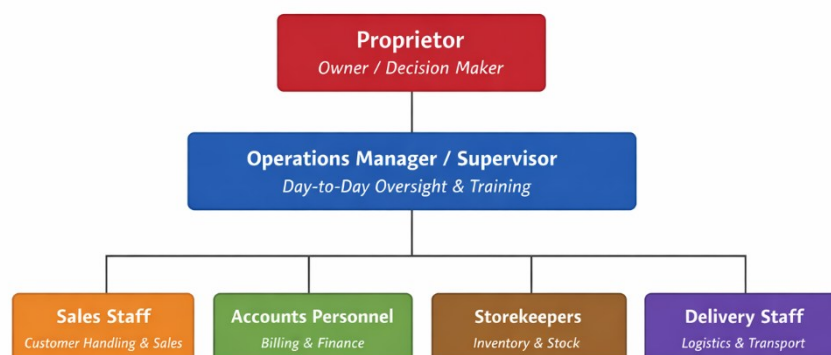 Proprietor
Owner / Decision Maker
Operations Manager / Supervisor
Day-to-Day Oversight & Training
Sales Staff
Customer Handling & Sales
Accounts Personnel
Billing & Finance
Storekeepers
Inventory & Stock
Delivery Staff
Logistics & Transport